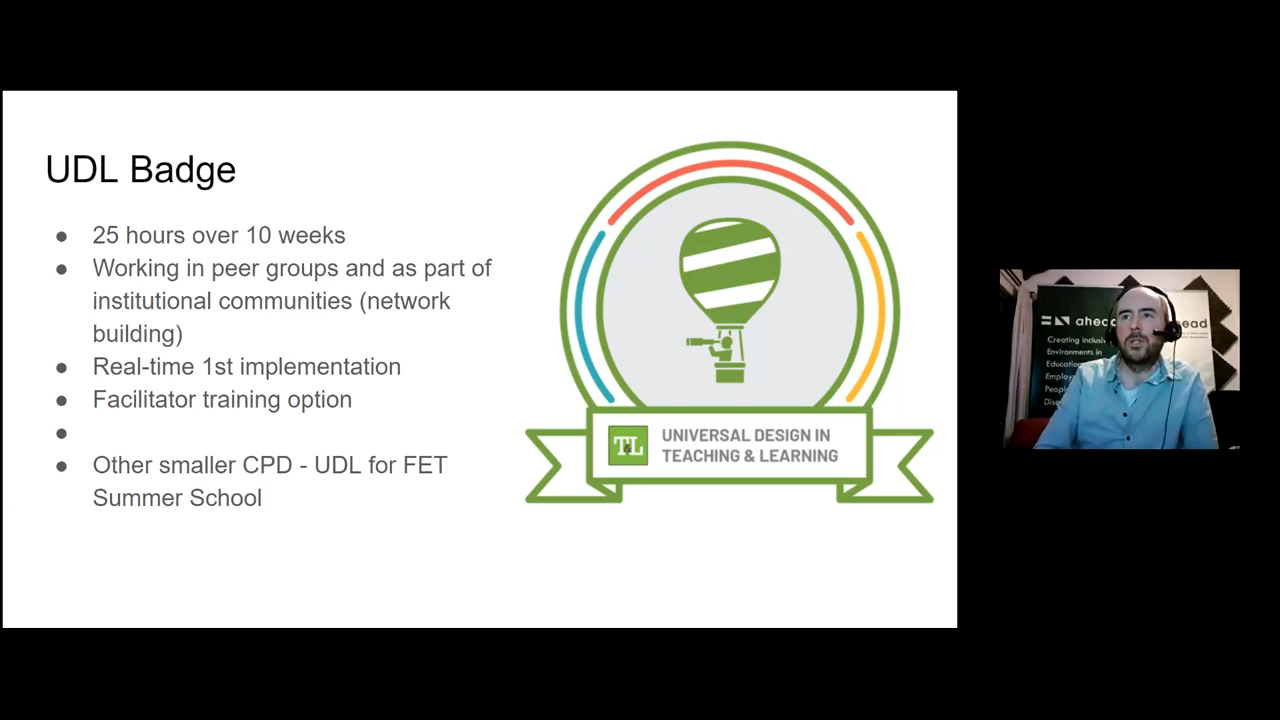 UDL Badge
● 25 hours over 10 weeks
● Working in peer groups and as part of
institutional communities (network
building)
● Real-time 1st implementation
● Facilitator training option
●
● Other smaller CPD - UDL for FET
Summer School
T&L
UNIVERSAL DESIGN IN
TEACHING & LEARNING
ahead
Creating Inclusive
Environments in